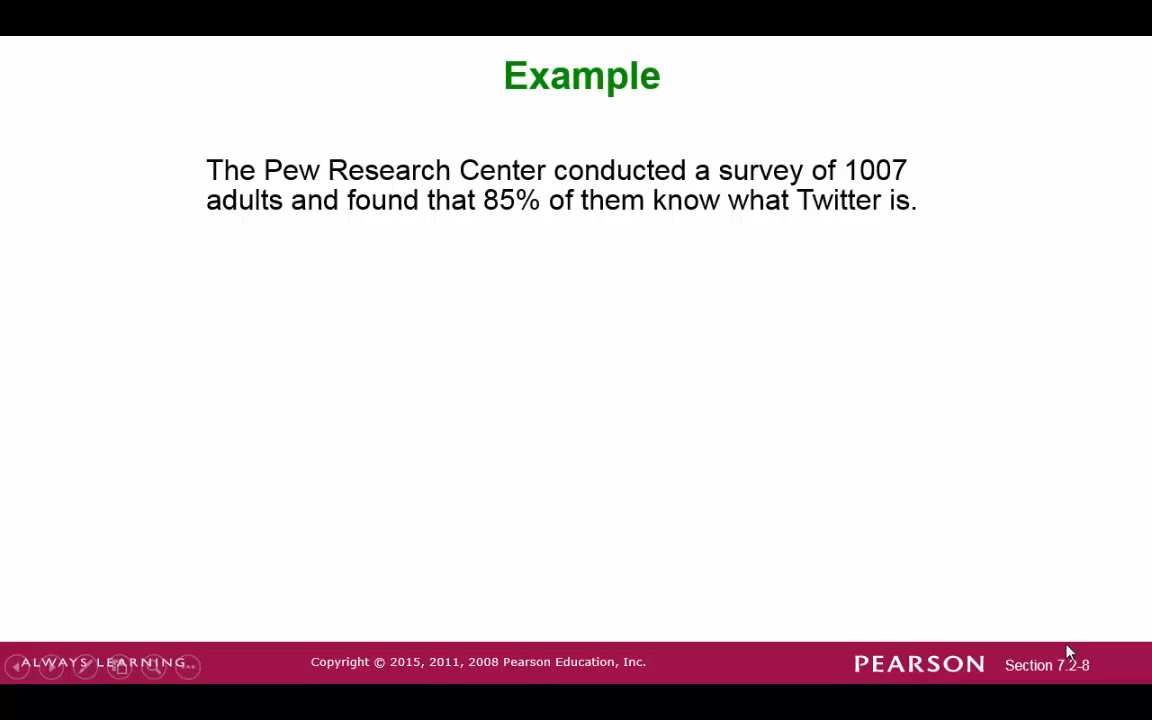 Example
The Pew Research Center conducted a survey of 1007
adults and found that 85% of them know what Twitter is.
ALWAYS LEARNING
Copyright © 2015, 2011, 2008 Pearson Education, Inc.
PEARSON
Section 7.2-8